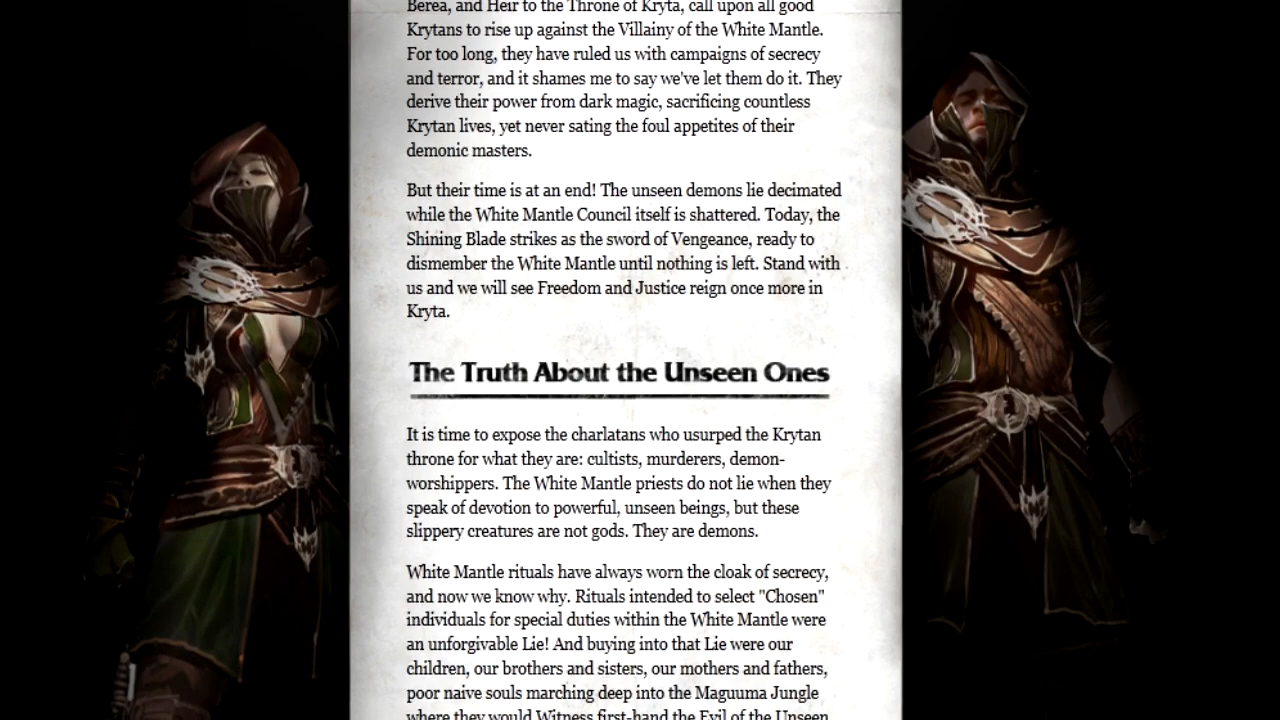 Berea, and Heir to the Throne of Kryta, call upon all good
Krytans to rise up against the Villainy of the White Mantle.
For too long, they have ruled us with campaigns of secrecy
and terror, and it shames me to say we've let them do it. They
derive their power from dark magic, sacrificing countless
Krytan lives, yet never sating the foul appetites of their
demonic masters.
But their time is at an end! The unseen demons lie decimated
while the White Mantle Council itself is shattered. Today, the
Shining Blade strikes as the sword of Vengeance, ready to
dismember the White Mantle until nothing is left. Stand with
us and we will see Freedom and Justice reign once more in
Kryta.
The Truth About the Unseen Ones
It is time to expose the charlatans who usurped the Krytan
throne for what they are: cultists, murderers, demon-
worshippers. The White Mantle priests do not lie when they
speak of devotion to powerful, unseen beings, but these
slippery creatures are not gods. They are demons.
White Mantle rituals have always worn the cloak of secrecy,
and now we know why. Rituals intended to select "Chosen"
individuals for special duties within the White Mantle were
an unforgivable Lie! And buying into that Lie were our
children, our brothers and sisters, our mothers and fathers,
poor naive souls marching deep into the Maguuma Jungle
where they would Witness first-hand the Evil of the Unseen